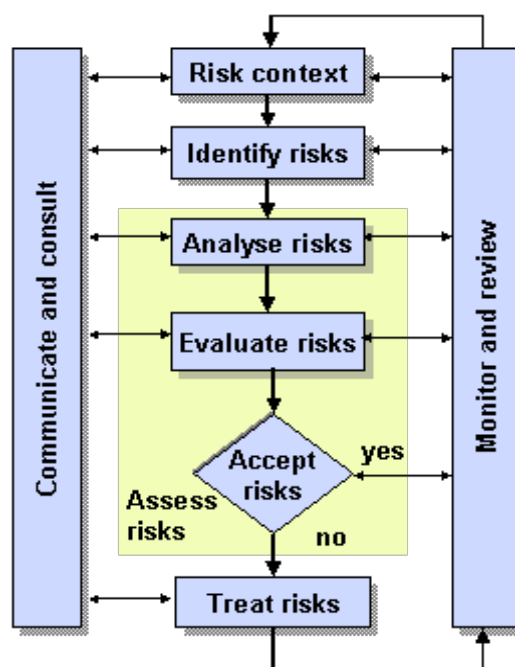 Risk context
Identify risks
Analyse risks
Evaluate risks
Accept
risks
yes
Assess
risks
no
Treat risks
Communicate and consult
Monitor and review